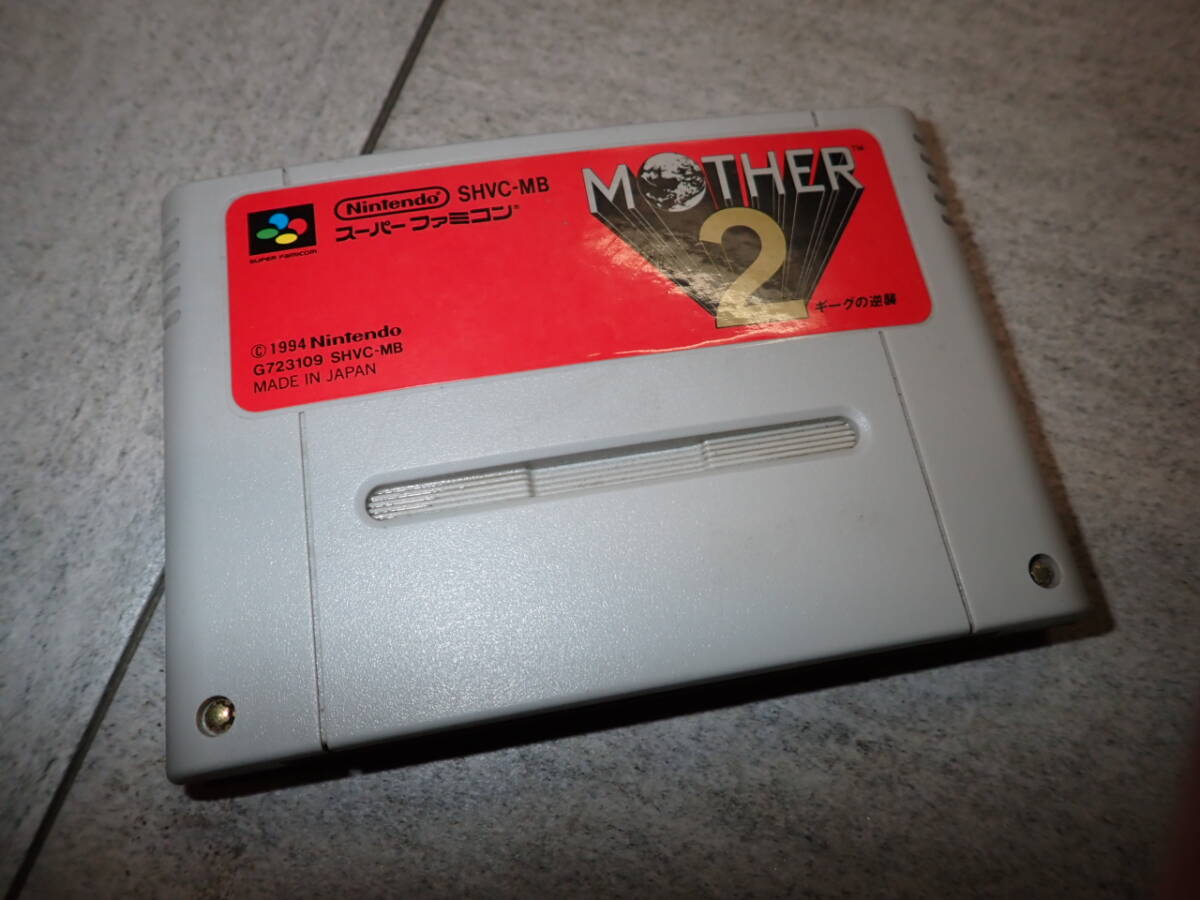 SUPER FAMICOM
Nintendo® SHVC-MB
スーパーファミコン®
MOTHER™
2
ギーグの逆襲
©1994 Nintendo
G723109 SHVC-MB
MADE IN JAPAN